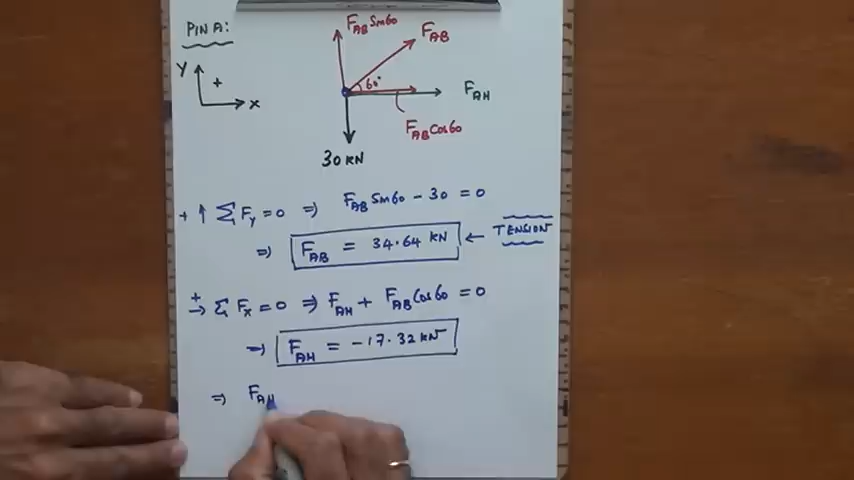 PIN A:
F_AB Sin60
F_AB
Y
+
60°
x
F_AH
F_AB Cos60
30 KN
+ ↑ ΣF_y = 0 ⇒ F_AB Sin60 - 30 = 0
⇒ F_AB = 34.64 KN ← TENSION
+→ ΣF_x = 0 ⇒ F_AH + F_AB Cos60 = 0
⇒ F_AH = -17.32 KN
⇒ F_AH